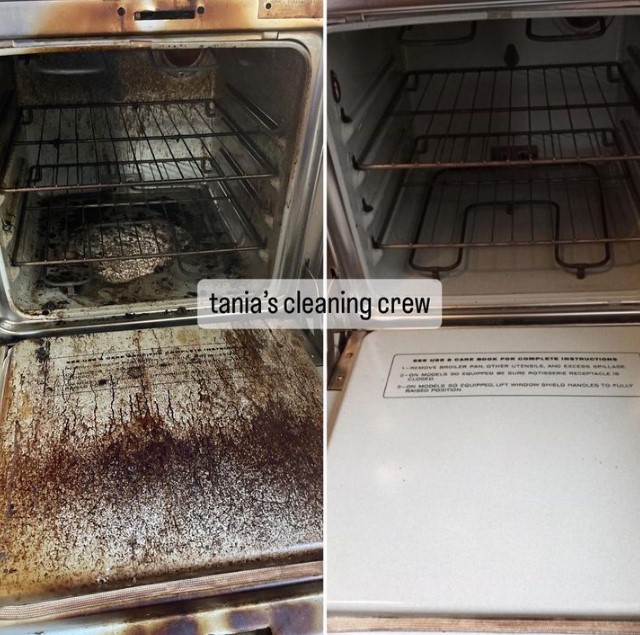 tania's cleaning crew
SEE USE & CARE BOOK FOR COMPLETE INSTRUCTIONS
1-REMOVE BROILER PAN, OTHER UTENSILS, AND EXCESS SPILLAGE.
2-ON MODELS SO EQUIPPED BE SURE ROTISSERIE RECEPTACLE IS
CLOSED.
3-ON MODELS SO EQUIPPED, LIFT WINDOW SHIELD HANDLES TO FULLY
RAISED POSITION